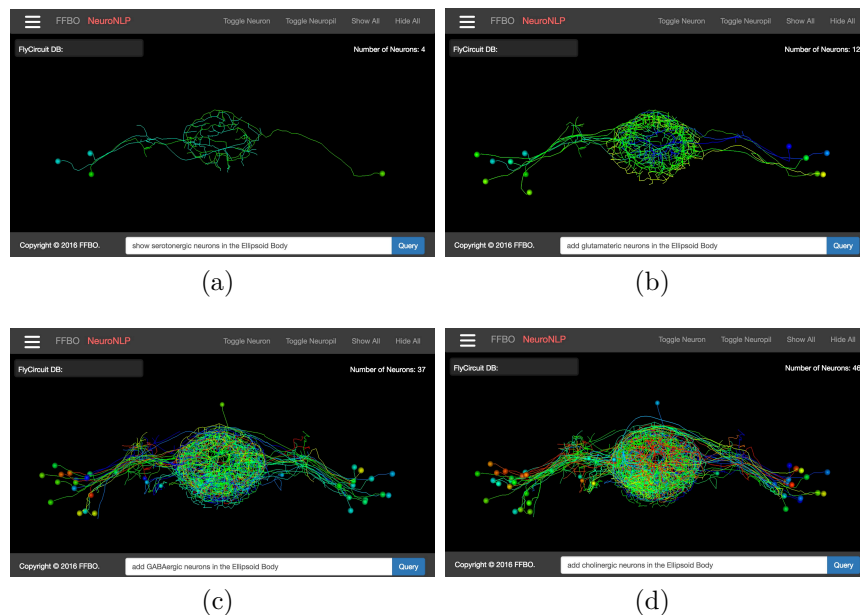 FFBO NeuroNLP Toggle Neuron Toggle Neuropil Show All Hide All
FlyCircuit DB: Number of Neurons: 4
Copyright © 2016 FFBO. show serotonergic neurons in the Ellipsoid Body Query
(a)
FFBO NeuroNLP Toggle Neuron Toggle Neuropil Show All Hide All
FlyCircuit DB: Number of Neurons: 12
Copyright © 2016 FFBO. add glutamateric neurons in the Ellipsoid Body Query
(b)
FFBO NeuroNLP Toggle Neuron Toggle Neuropil Show All Hide All
FlyCircuit DB: Number of Neurons: 37
Copyright © 2016 FFBO. add GABAergic neurons in the Ellipsoid Body Query
(c)
FFBO NeuroNLP Toggle Neuron Toggle Neuropil Show All Hide All
FlyCircuit DB: Number of Neurons: 46
Copyright © 2016 FFBO. add cholinergic neurons in the Ellipsoid Body Query
(d)